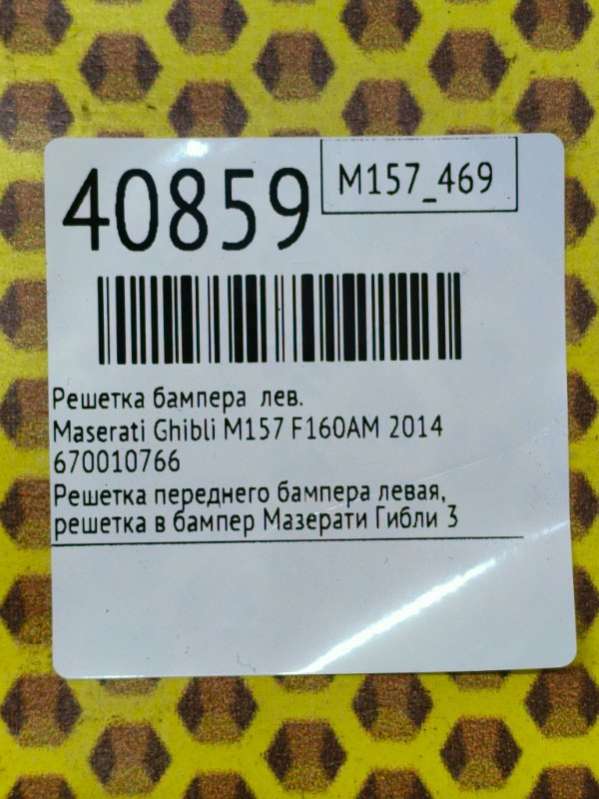 40859
M157_469
Решетка бампера лев.
Maserati Ghibli M157 F160AM 2014
670010766
Решетка переднего бампера левая,
решетка в бампер Мазерати Гибли 3